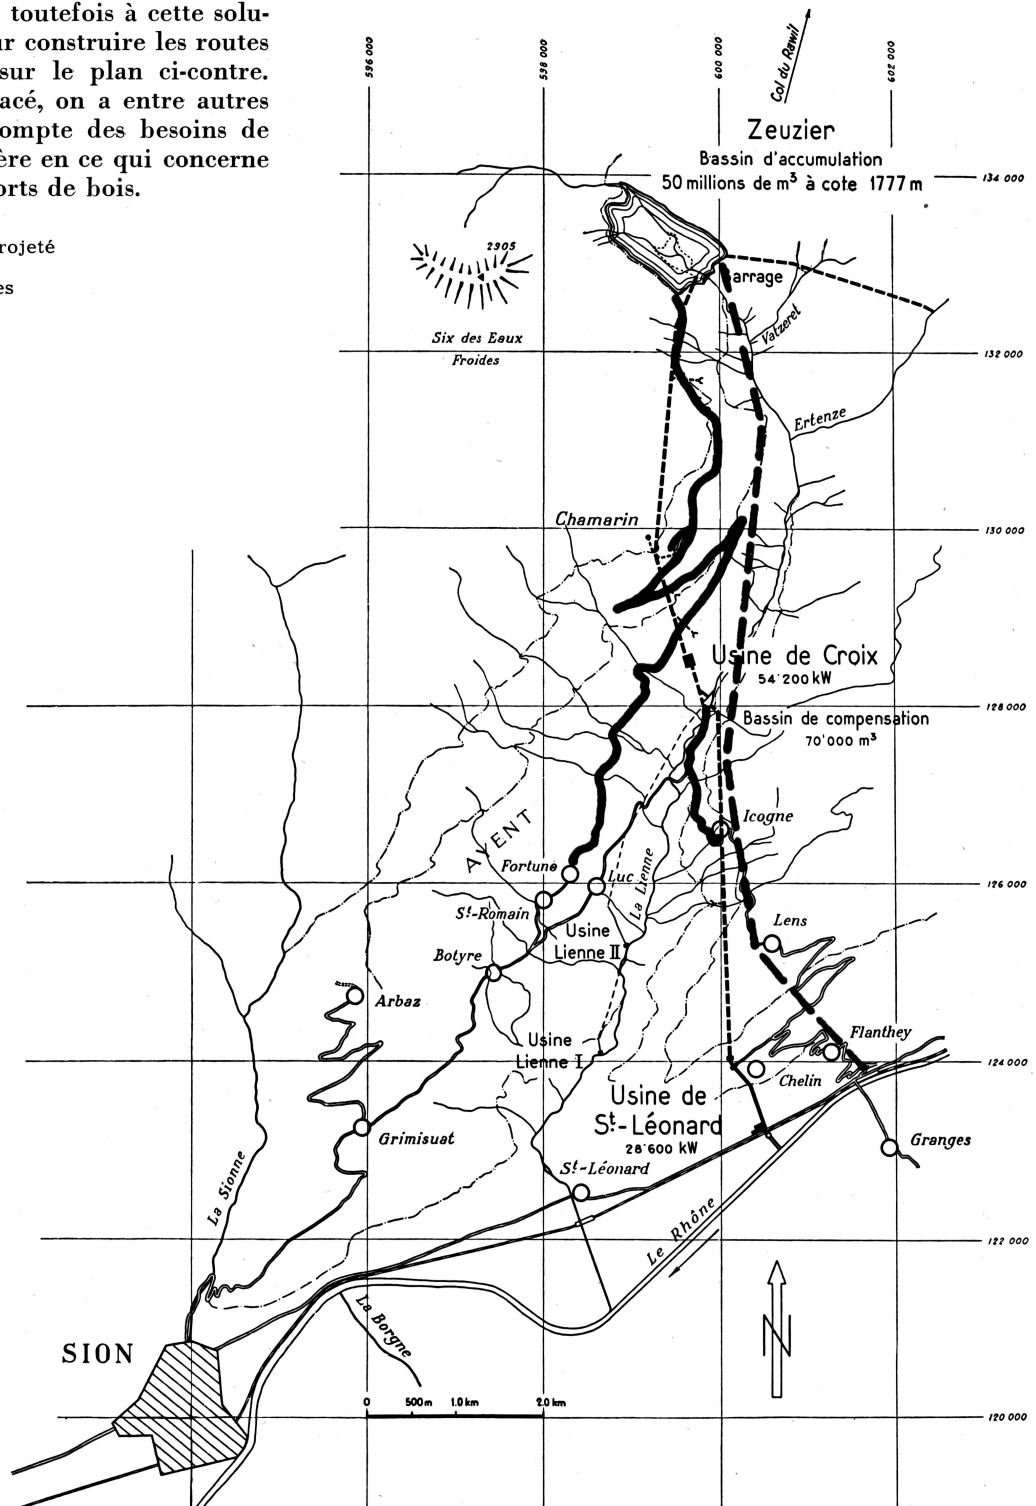 toutefois à cette solu-
ur construire les routes
sur le plan ci-contre.
acé, on a entre autres
ompte des besoins de
ère en ce qui concerne
orts de bois.
rojeté
es
596 000
598 000
600 000
602 000
Col du Rawil
Zeuzier
Bassin d'accumulation
50 millions de m³ à cote 1777 m
134 000
2905
Six des Eaux
Froides
arrage
Vatzeret
132 000
Ertenze
Chamarin
130 000
Usine de Croix
54'200 kW
128 000
Bassin de compensation
70'000 m³
AYENT
Icogne
Fortuno
Luc
La Lienne
126 000
St-Romain
Usine
Lienne II
Lens
Botyre
Arbaz
Usine
Lienne I
Flanthey
124 000
Chelin
Usine de
St-Léonard
28'600 kW
Grimisuat
Granges
St-Léonard
La Sionne
Le Rhône
122 000
La Borgne
N
SION
0 500m 1.0 km 2.0 km
120 000